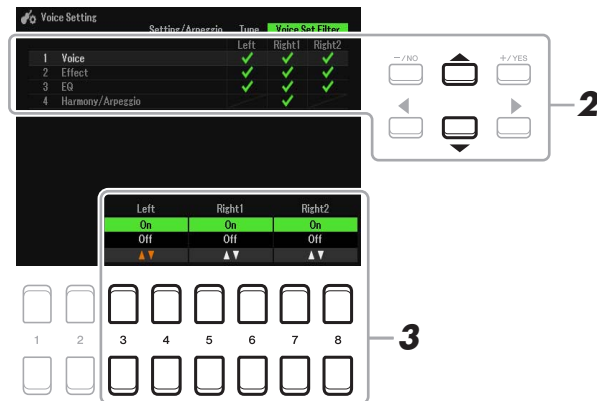 Voice Setting
Setting/Arpeggio Tune Voice Set Filter
Left Right1 Right2
1 Voice
2 Effect
3 EQ
4 Harmony/Arpeggio
−/NO +/YES
2
Left Right1 Right2
On On On
Off Off Off
1 2 3 4 5 6 7 8
3